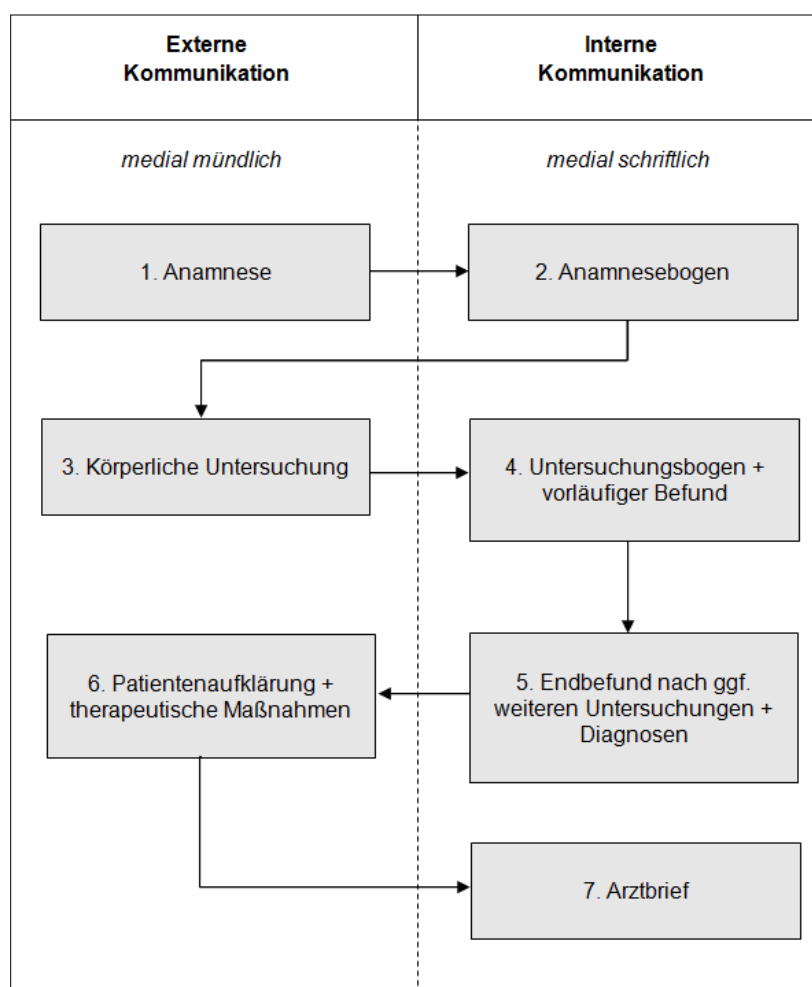 Externe
Kommunikation
Interne
Kommunikation
medial mündlich
medial schriftlich
1. Anamnese
2. Anamnesebogen
3. Körperliche Untersuchung
4. Untersuchungsbogen +
vorläufiger Befund
5. Endbefund nach ggf.
weiteren Untersuchungen +
Diagnosen
6. Patientenaufklärung +
therapeutische Maßnahmen
7. Arztbrief